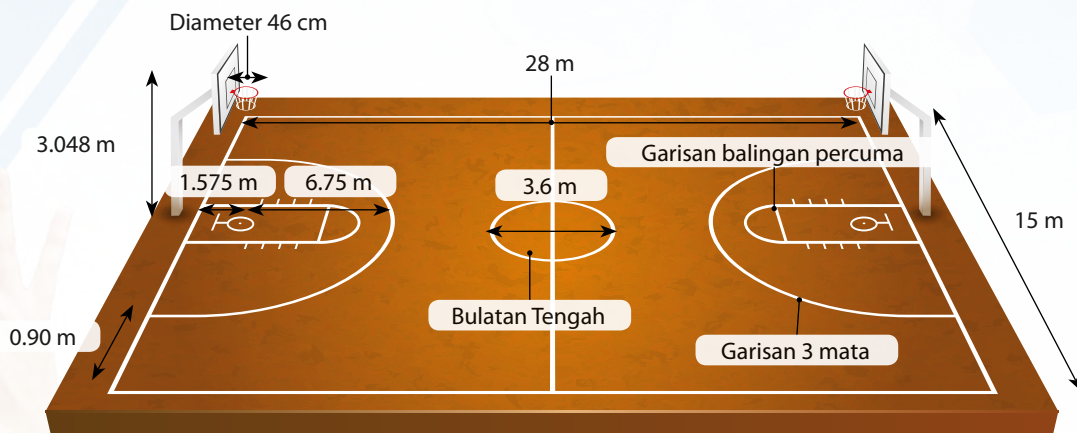 Diameter 46 cm
28 m
3.048 m
Garisan balingan percuma
1.575 m
6.75 m
3.6 m
15 m
Bulatan Tengah
0.90 m
Garisan 3 mata